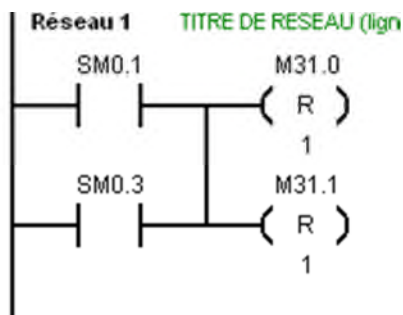 Réseau 1 TITRE DE RESEAU (lign
SM0.1 M31.0
R
1
SM0.3 M31.1
R
1